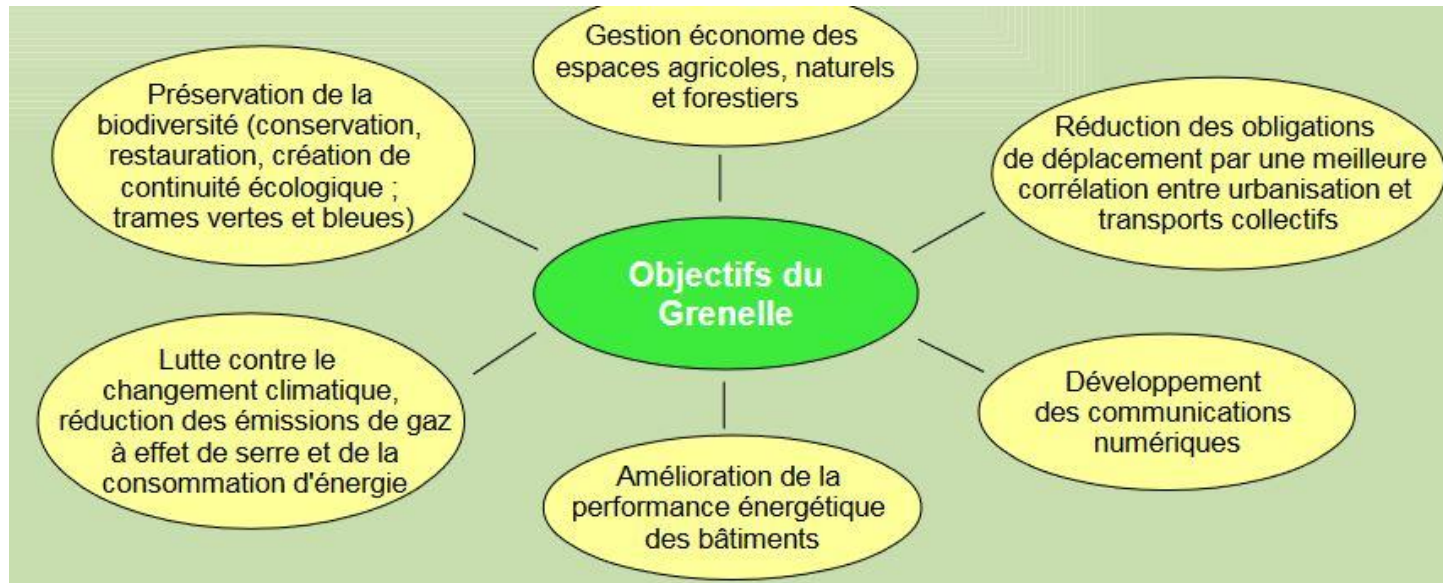 Gestion économe des
espaces agricoles, naturels
et forestiers
Préservation de la
biodiversité (conservation,
restauration, création de
continuité écologique ;
trames vertes et bleues)
Réduction des obligations
de déplacement par une meilleure
corrélation entre urbanisation et
transports collectifs
Objectifs du
Grenelle
Lutte contre le
changement climatique,
réduction des émissions de gaz
à effet de serre et de la
consommation d'énergie
Développement
des communications
numériques
Amélioration de la
performance énergétique
des bâtiments